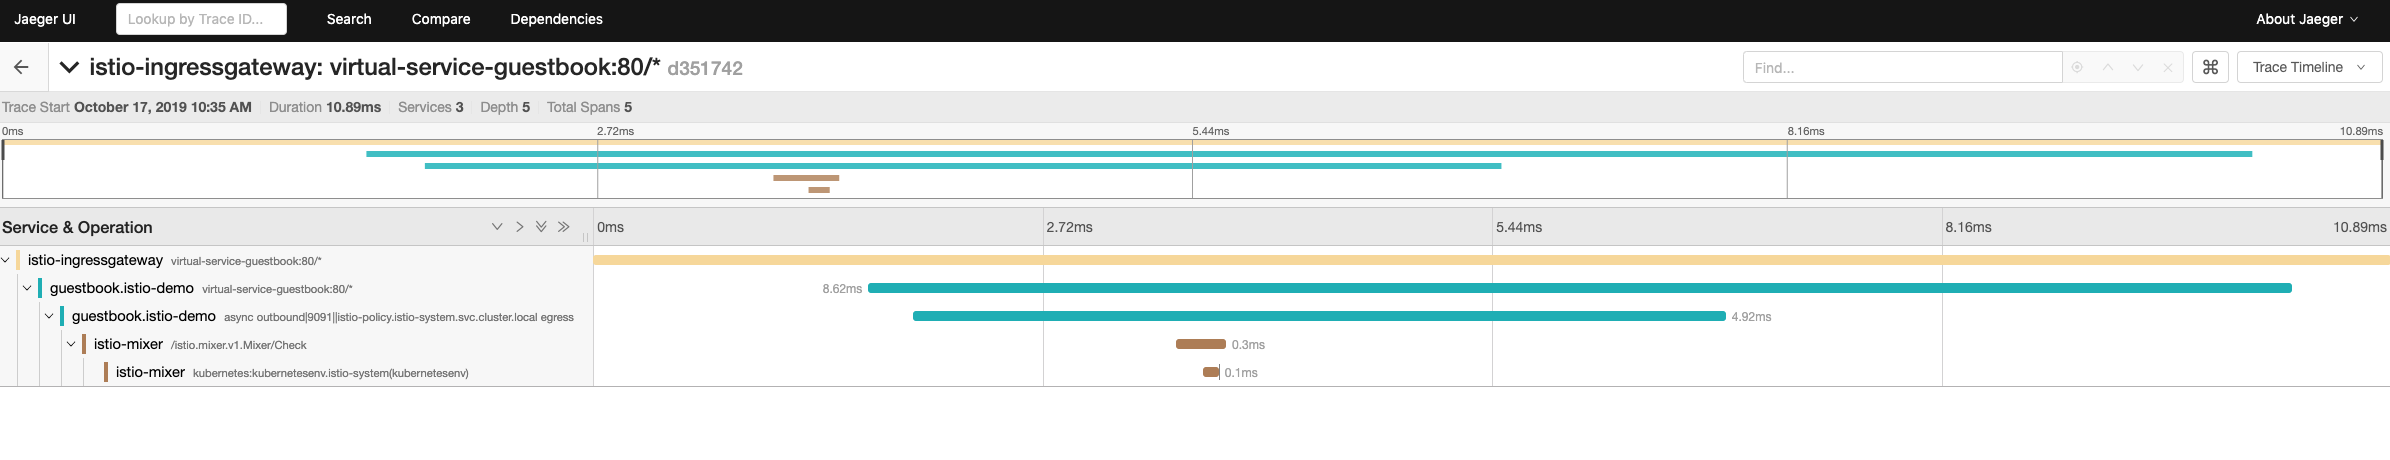 Jaeger UI Lookup by Trace ID... Search Compare Dependencies About Jaeger
istio-ingressgateway: virtual-service-guestbook:80/* d351742 Find... ⌘ Trace Timeline
Trace Start October 17, 2019 10:35 AM Duration 10.89ms Services 3 Depth 5 Total Spans 5
0ms 2.72ms 5.44ms 8.16ms 10.89ms
Service & Operation 0ms 2.72ms 5.44ms 8.16ms 10.89ms
istio-ingressgateway virtual-service-guestbook:80/*
guestbook.istio-demo virtual-service-guestbook:80/* 8.62ms
guestbook.istio-demo async outbound|9091||istio-policy.istio-system.svc.cluster.local egress 4.92ms
istio-mixer /istio.mixer.v1.Mixer/Check 0.3ms
istio-mixer kubernetes:kubernetesenv.istio-system(kubernetesenv) 0.1ms